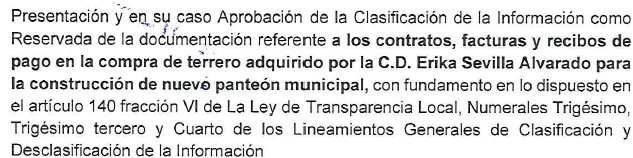 Presentación y en su caso Aprobación de la Clasificación de la Información como
Reservada de la documentación referente a los contratos, facturas y recibos de
pago en la compra de terrero adquirido por la C.D. Erika Sevilla Alvarado para
la construcción de nuevo panteón municipal, con fundamento en lo dispuesto en
el artículo 140 fracción VI de La Ley de Transparencia Local, Numerales Trigésimo,
Trigésimo tercero y Cuarto de los Lineamientos Generales de Clasificación y
Desclasificación de la Información